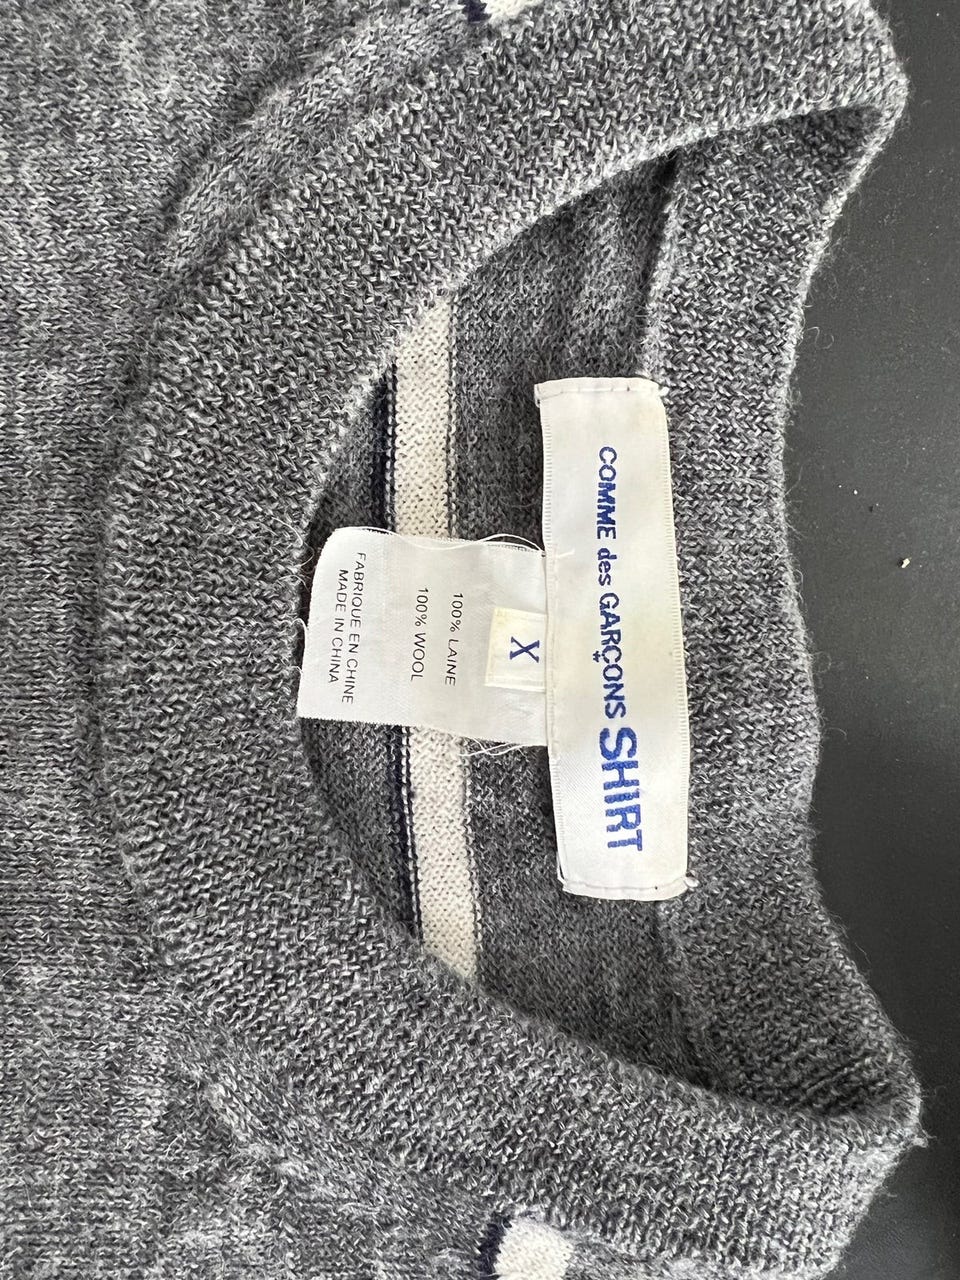 COMME des GARÇONS SHIRT
X
100% LAINE
100% WOOL
FABRIQUE EN CHINE
MADE IN CHINA